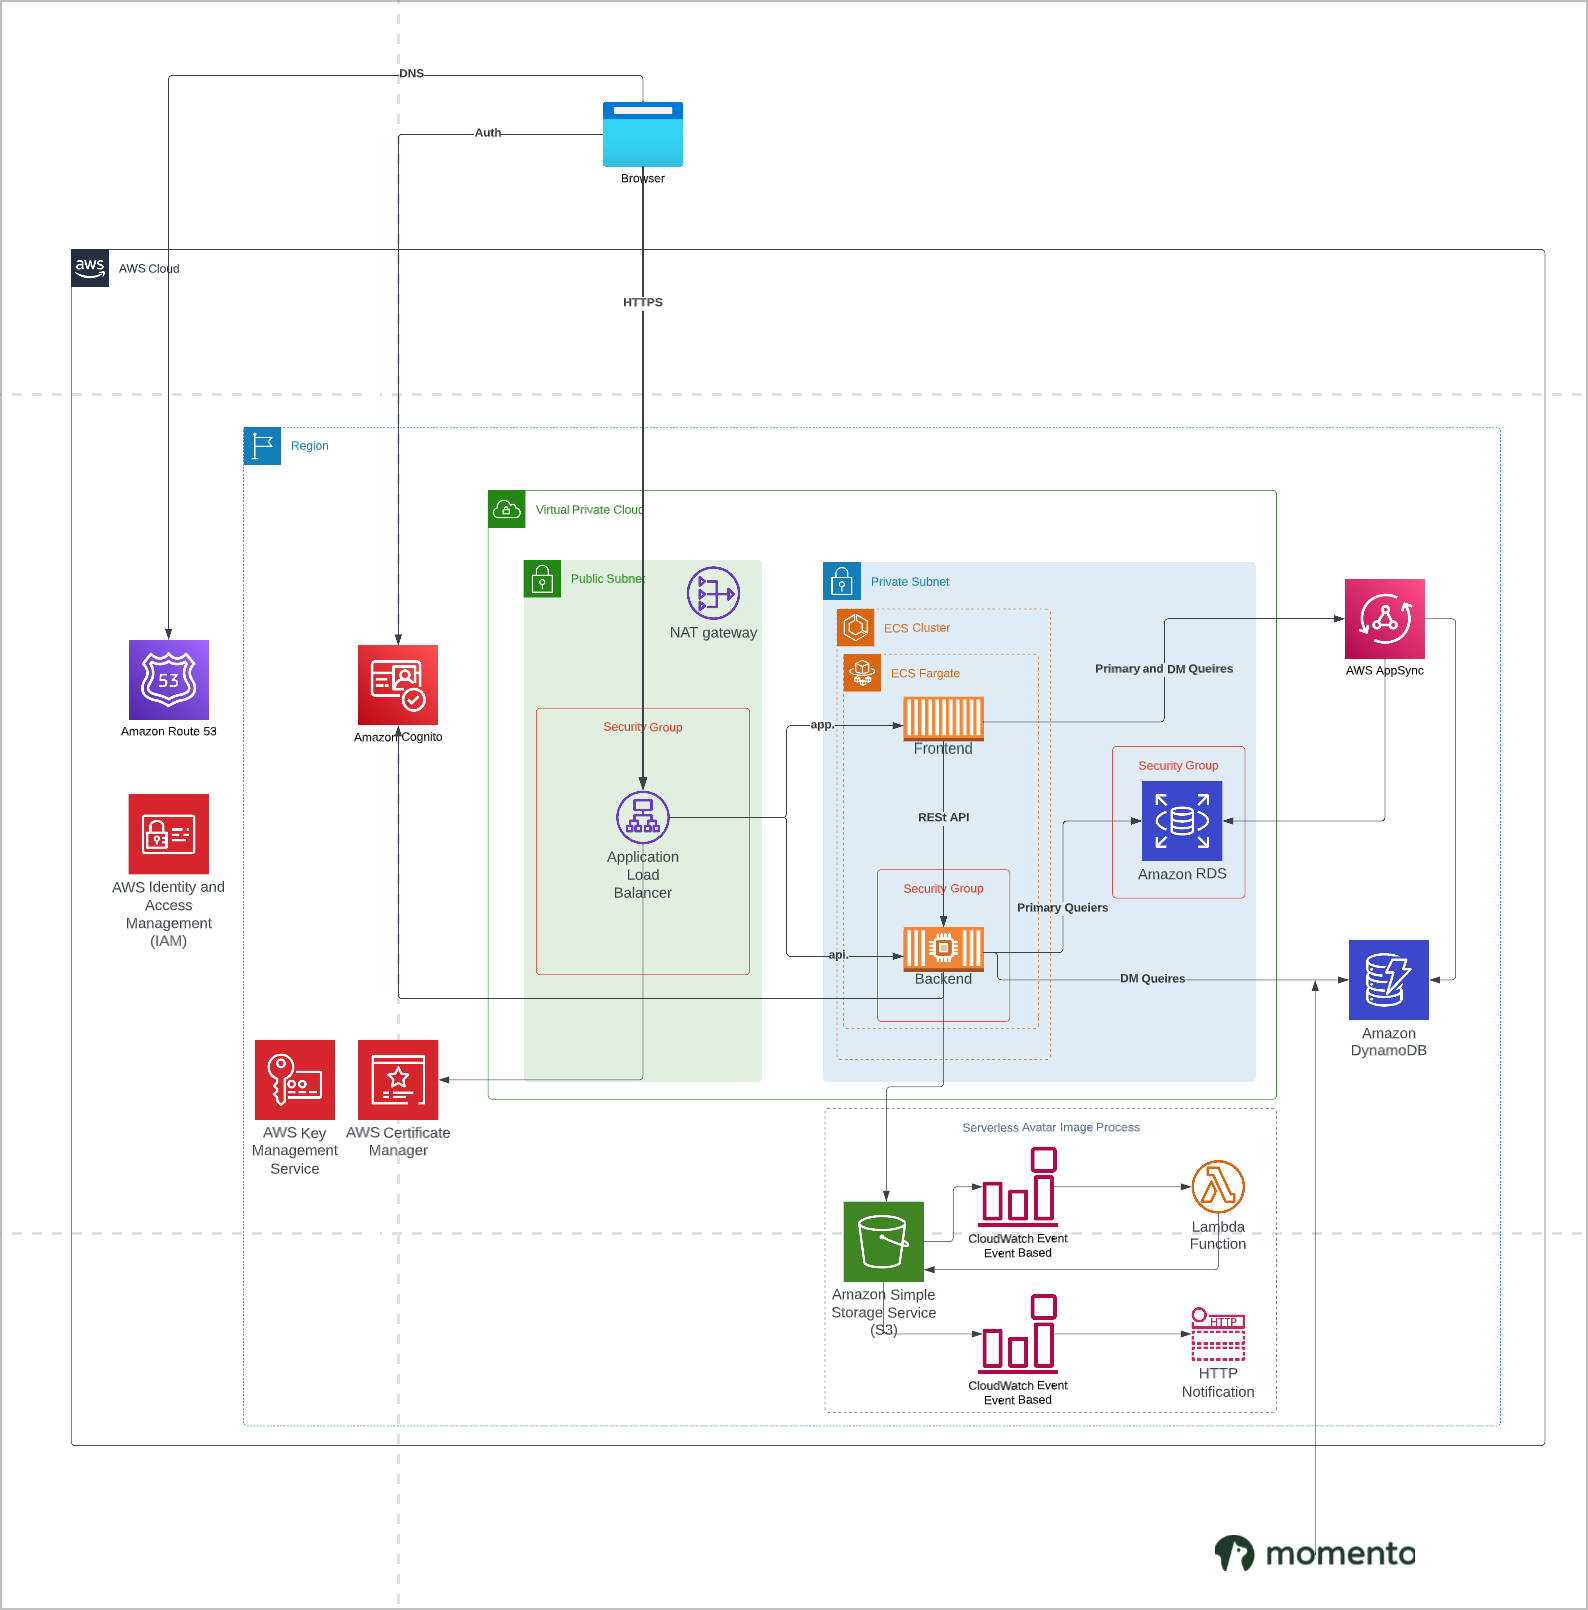 DNS
Auth
Browser
aws
AWS Cloud
HTTPS
Region
Virtual Private Cloud
Public Subnet
NAT gateway
Private Subnet
ECS Cluster
ECS Fargate
Primary and DM Queires
AWS AppSync
53
Amazon Route 53
Amazon Cognito
Security Group
app.
Frontend
Security Group
RESt API
Application
Load
Balancer
Amazon RDS
AWS Identity and
Access
Management
(IAM)
Security Group
Primary Queiers
api.
Backend
DM Queires
Amazon
DynamoDB
AWS Key
Management
Service
AWS Certificate
Manager
Serverless Avatar Image Process
CloudWatch Event
Event Based
Lambda
Function
Amazon Simple
Storage Service
(S3)
HTTP
CloudWatch Event
Event Based
HTTP
Notification
momento